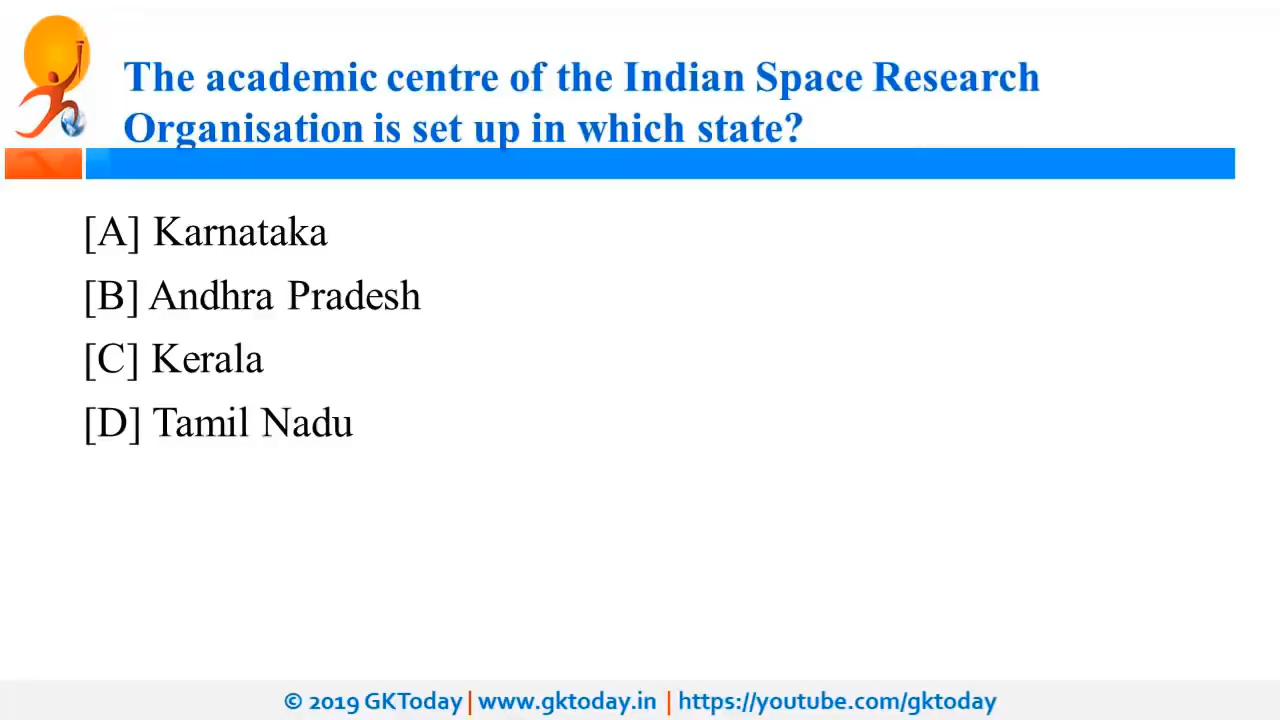 The academic centre of the Indian Space Research
Organisation is set up in which state?
[A] Karnataka
[B] Andhra Pradesh
[C] Kerala
[D] Tamil Nadu
© 2019 GKToday | www.gktoday.in | https://youtube.com/gktoday